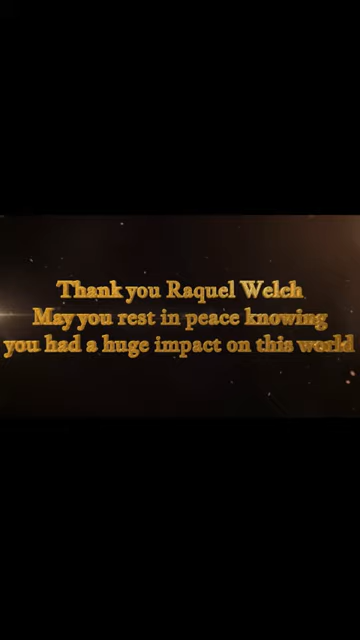 Thank you Raquel Welch
May you rest in peace knowing
you had a huge impact on this world